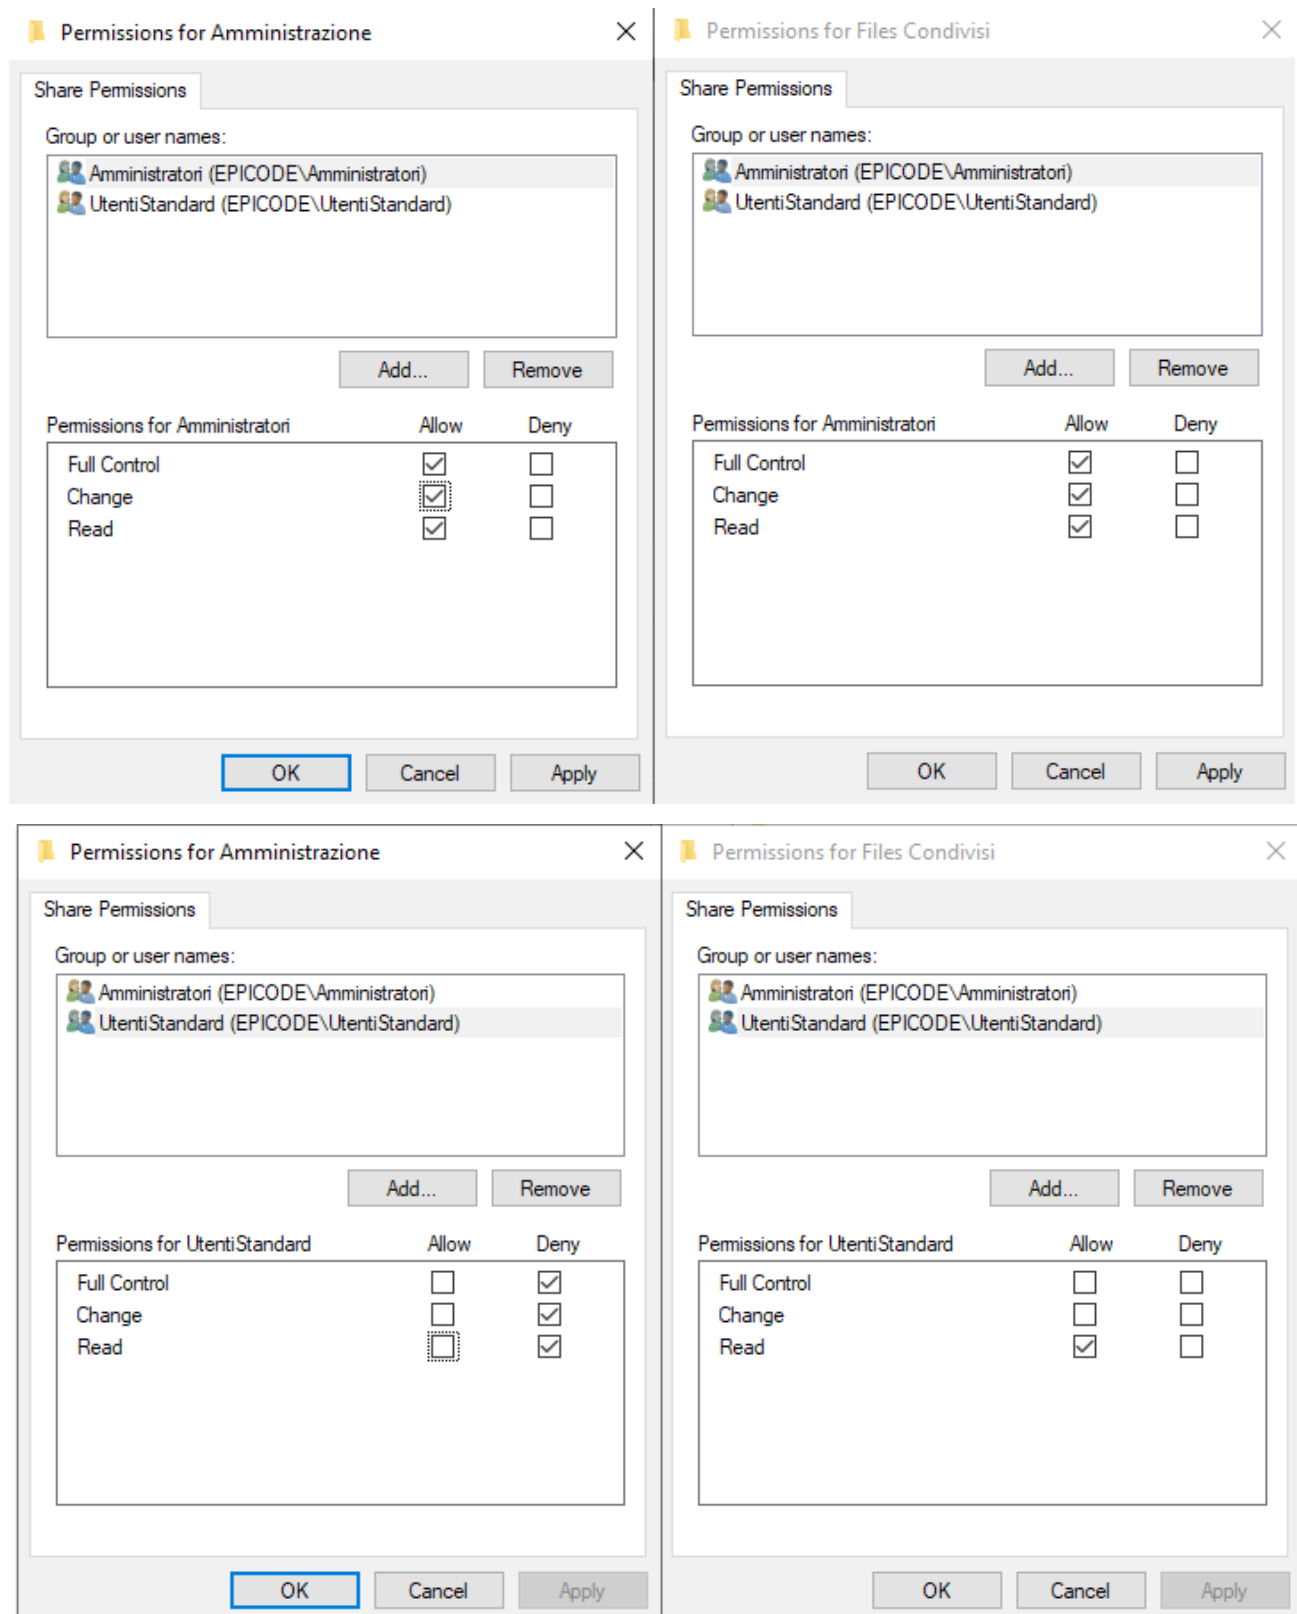 Permissions for Amministrazione
Share Permissions
Group or user names:
Amministratori (EPICODE\Amministratori)
UtentiStandard (EPICODE\UtentiStandard)
Add...
Remove
Permissions for Amministratori
Allow
Deny
Full Control
Change
Read
OK
Cancel
Apply
Permissions for Files Condivisi
Share Permissions
Group or user names:
Amministratori (EPICODE\Amministratori)
UtentiStandard (EPICODE\UtentiStandard)
Add...
Remove
Permissions for Amministratori
Allow
Deny
Full Control
Change
Read
OK
Cancel
Apply
Permissions for Amministrazione
Share Permissions
Group or user names:
Amministratori (EPICODE\Amministratori)
UtentiStandard (EPICODE\UtentiStandard)
Add...
Remove
Permissions for UtentiStandard
Allow
Deny
Full Control
Change
Read
OK
Cancel
Apply
Permissions for Files Condivisi
Share Permissions
Group or user names:
Amministratori (EPICODE\Amministratori)
UtentiStandard (EPICODE\UtentiStandard)
Add...
Remove
Permissions for UtentiStandard
Allow
Deny
Full Control
Change
Read
OK
Cancel
Apply